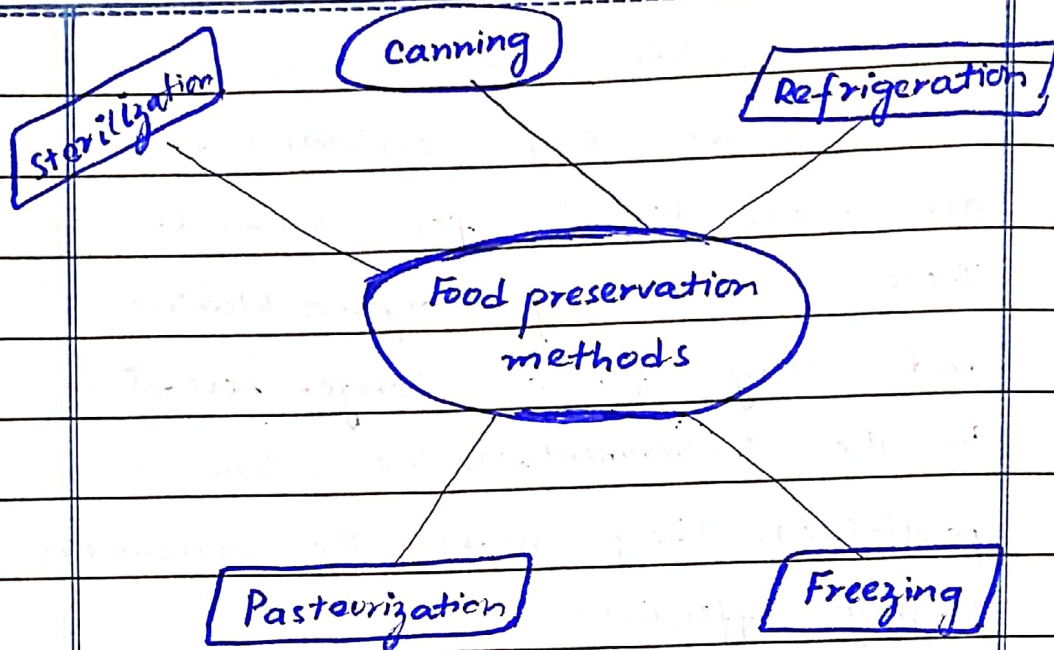 Canning
Sterilization
Refrigeration
Food preservation
methods
Pasteurization
Freezing